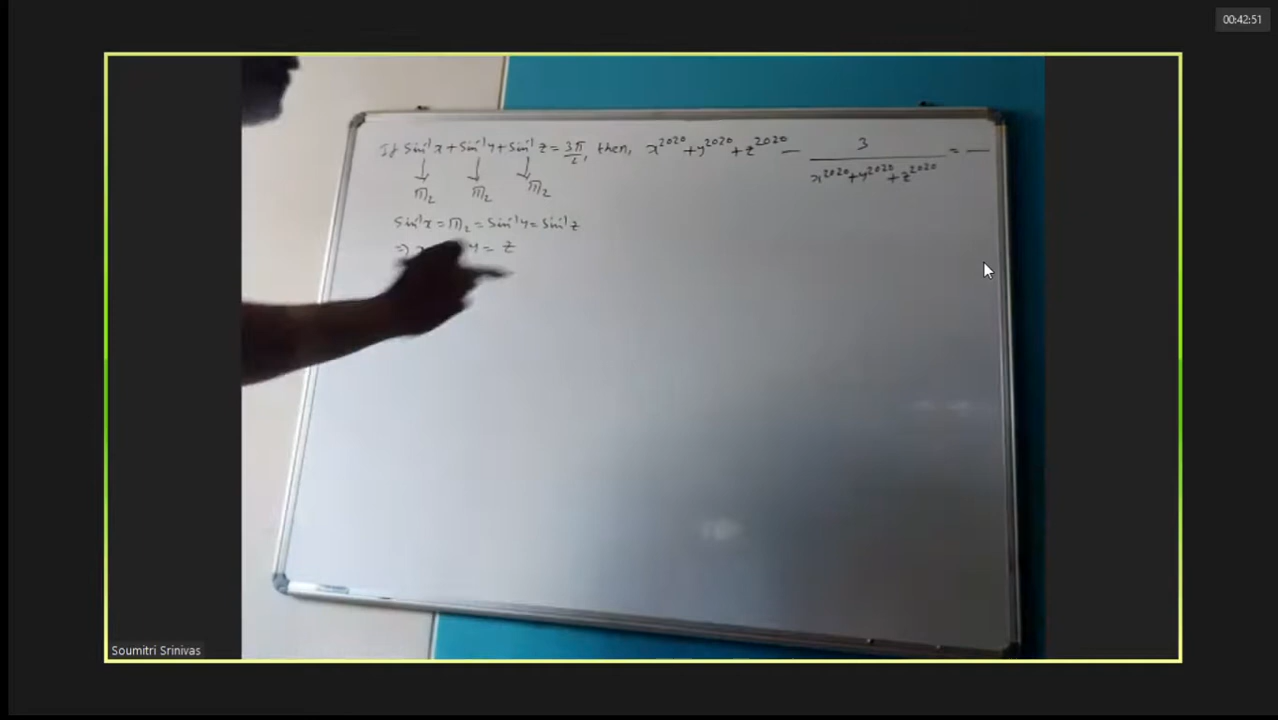 00:42:51
If Sin⁻¹x + Sin⁻¹y + Sin⁻¹z = 3π/2, then, x²⁰²⁰ + y²⁰²⁰ + z²⁰²⁰ − 3/(x²⁰²⁰ + y²⁰²⁰ + z²⁰²⁰) = —
↓ ↓ ↓
π/2 π/2 π/2
Sin⁻¹x = π/2 = Sin⁻¹y = Sin⁻¹z
⇒ x y = z
Soumitri Srinivas